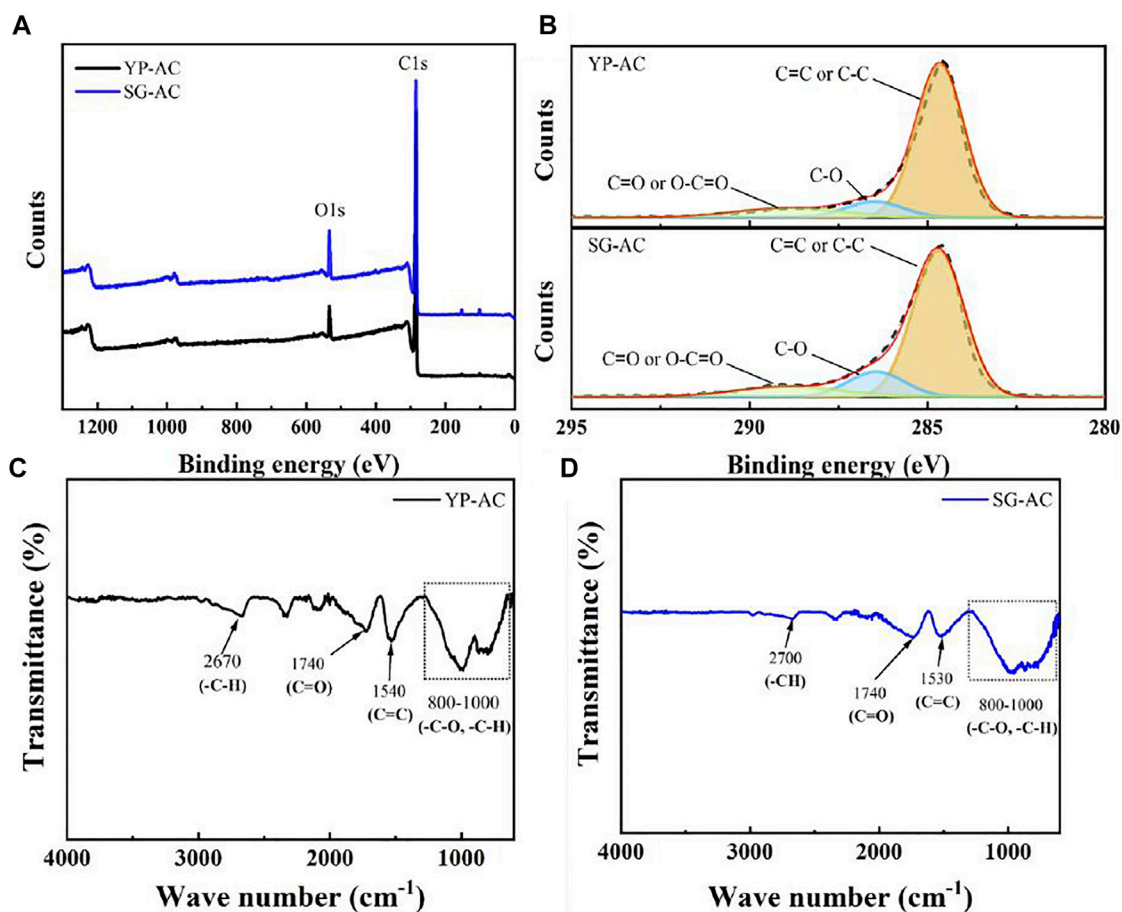 A
YP-AC
SG-AC
C1s
O1s
Counts
1200 1000 800 600 400 200 0
Binding energy (eV)
B
YP-AC
C=C or C-C
C-O
C=O or O-C=O
Counts
SG-AC
C=C or C-C
C-O
C=O or O-C=O
Counts
295 290 285 280
Binding energy (eV)
C
YP-AC
2670
(-C-H)
1740
(C=O)
1540
(C=C)
800-1000
(-C-O, -C-H)
Transmittance (%)
4000 3000 2000 1000
Wave number (cm⁻¹)
D
SG-AC
2700
(-CH)
1740
(C=O)
1530
(C=C)
800-1000
(-C-O, -C-H)
Transmittance (%)
4000 3000 2000 1000
Wave number (cm⁻¹)